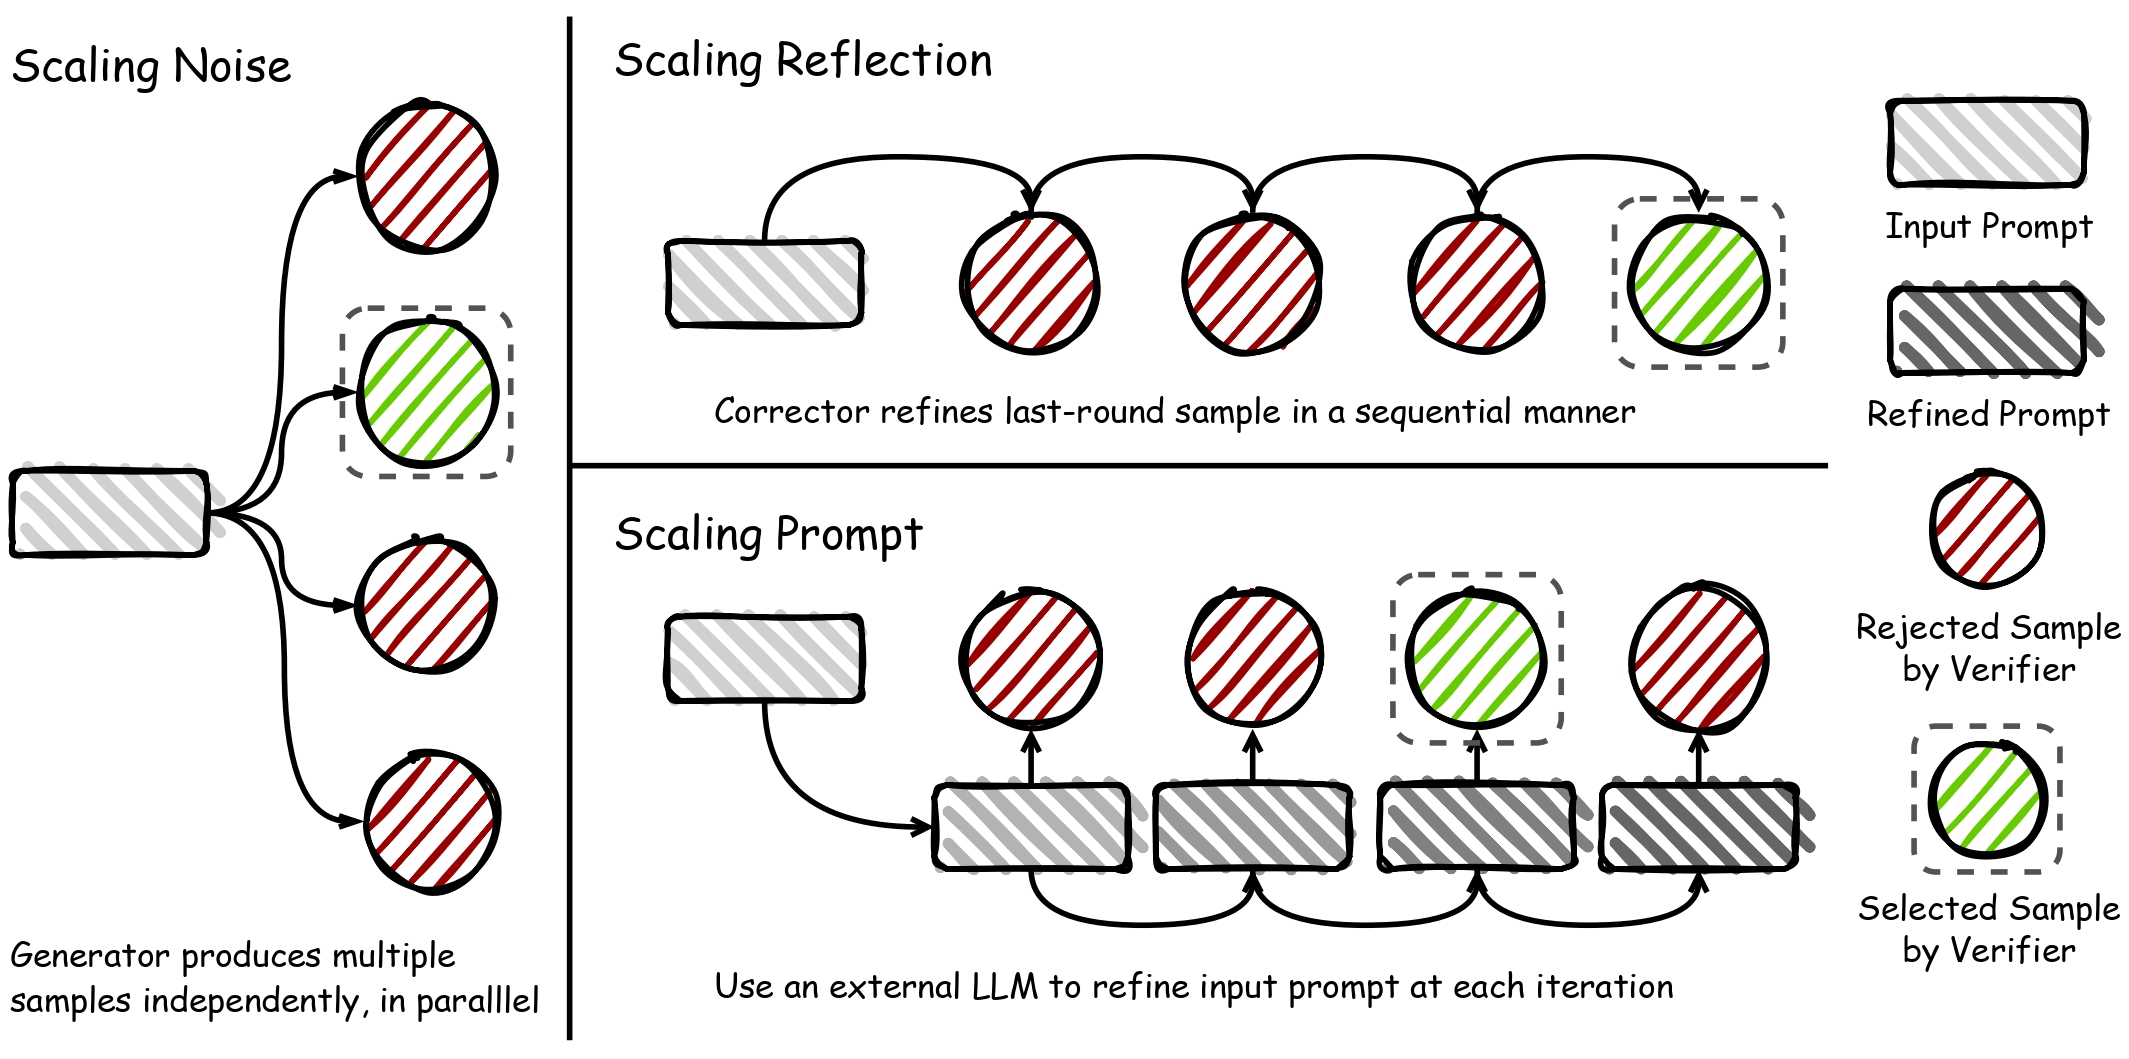 Scaling Noise
Generator produces multiple
samples independently, in paralllel
Scaling Reflection
Corrector refines last-round sample in a sequential manner
Scaling Prompt
Use an external LLM to refine input prompt at each iteration
Input Prompt
Refined Prompt
Rejected Sample
by Verifier
Selected Sample
by Verifier